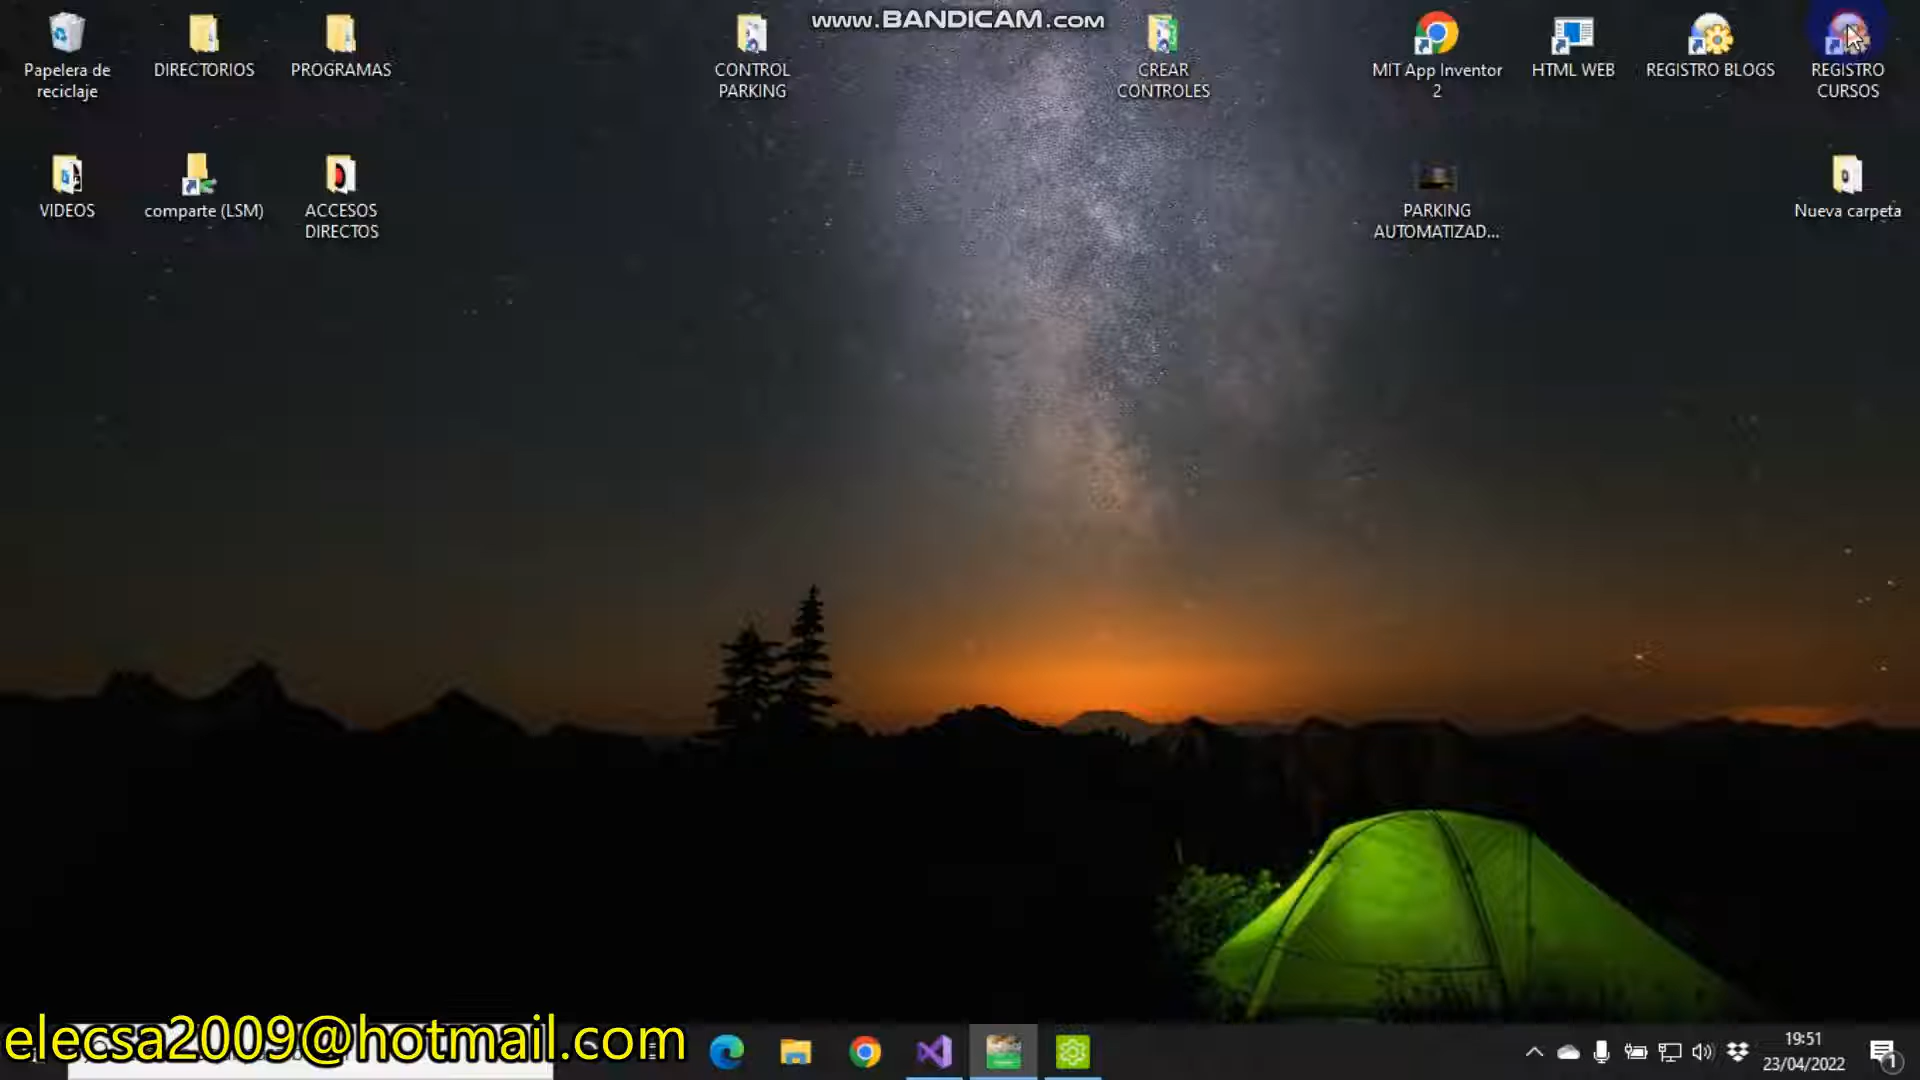 www.BANDICAM.com
Papelera de
reciclaje
DIRECTORIOS
PROGRAMAS
CONTROL
PARKING
CREAR
CONTROLES
MIT App Inventor
2
HTML WEB
REGISTRO BLOGS
REGISTRO
CURSOS
VIDEOS
comparte (LSM)
ACCESOS
DIRECTOS
PARKING
AUTOMATIZAD...
Nueva carpeta
elecsa2009@hotmail.com
19:51
23/04/2022
1